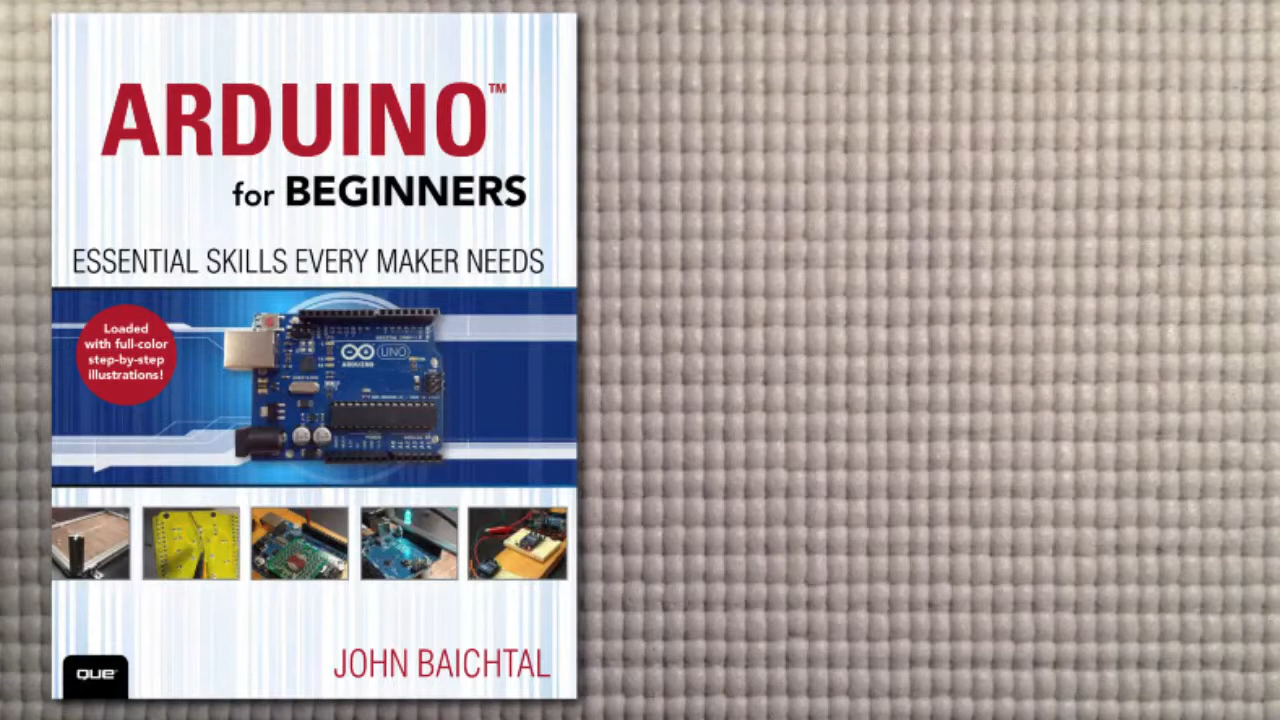 ARDUINO™
for BEGINNERS
ESSENTIAL SKILLS EVERY MAKER NEEDS
Loaded
with full-color
step-by-step
illustrations!
ARDUINO
UNO
JOHN BAICHTAL
QUE